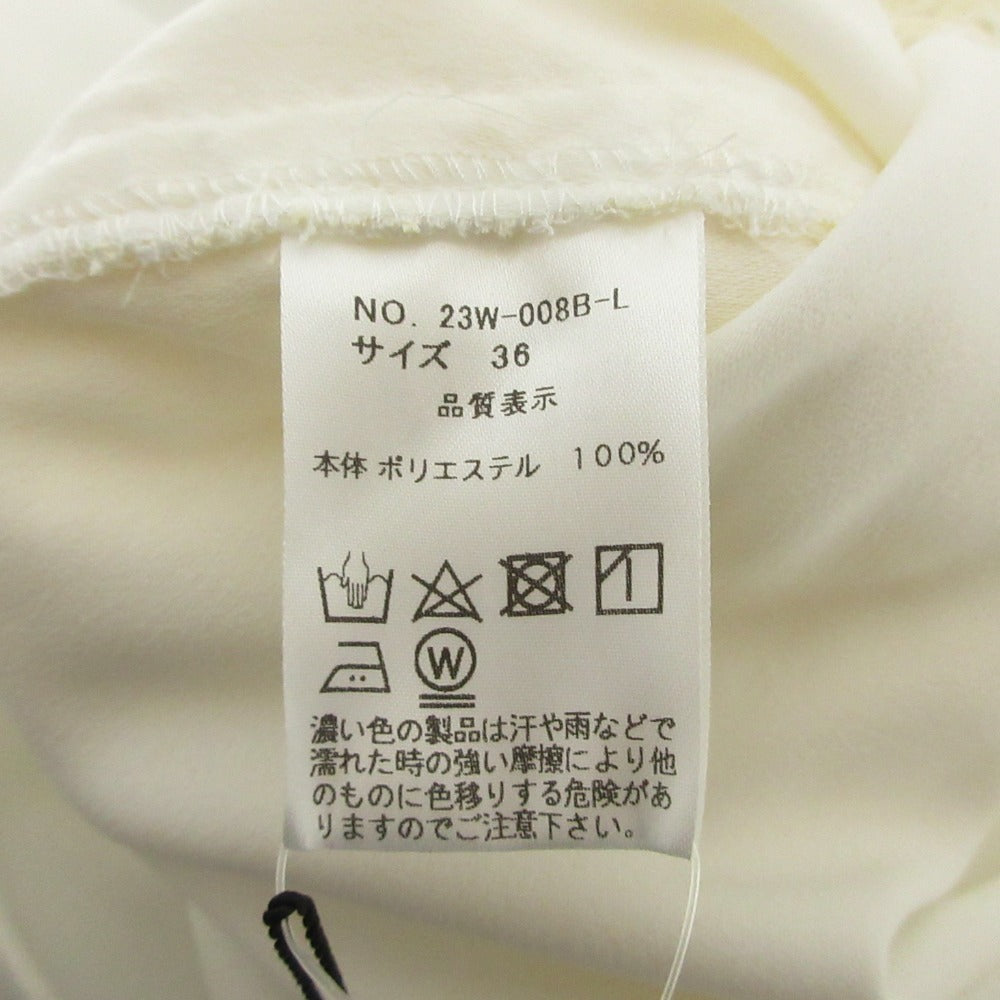 NO. 23W-008B-L
サイズ 36
品質表示
本体 ポリエステル 100%
W
濃い色の製品は汗や雨などで
濡れた時の強い摩擦により他
のものに色移りする危険があ
りますのでご注意下さい。